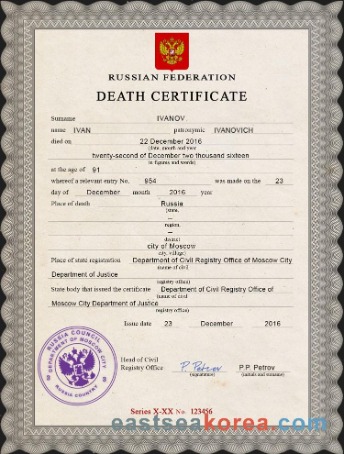 RUSSIAN FEDERATION
DEATH CERTIFICATE
Surname IVANOV
name IVAN patronymic IVANOVICH
died on 22 December 2016
(date, month and year
twenty-second of December two thousand sixteen
in figures and words)
at the age of 91
whereof a relevant entry No. 954 was made on the 23
day of December month 2016 year
Place of death Russia
(state,
—
region,
—
district
city of Moscow
city, village)
Place of state registration Department of Civil Registry Office of Moscow City
(name of civil
Department of Justice
registry office)
State body that issued the certificate Department of Civil Registry Office of
(name of civil
Moscow City Department of Justice
registry office)
Issue date 23 December 2016
RUSSIA COUNCIL
DEPARTMENT OF MOSCOW CITY
RUSSIA COUNTRY
Head of Civil
Registry Office P. Petrov P.P. Petrov
(signature) (initials and surname)
Series X-XX No. 123456
eastseakorea.com